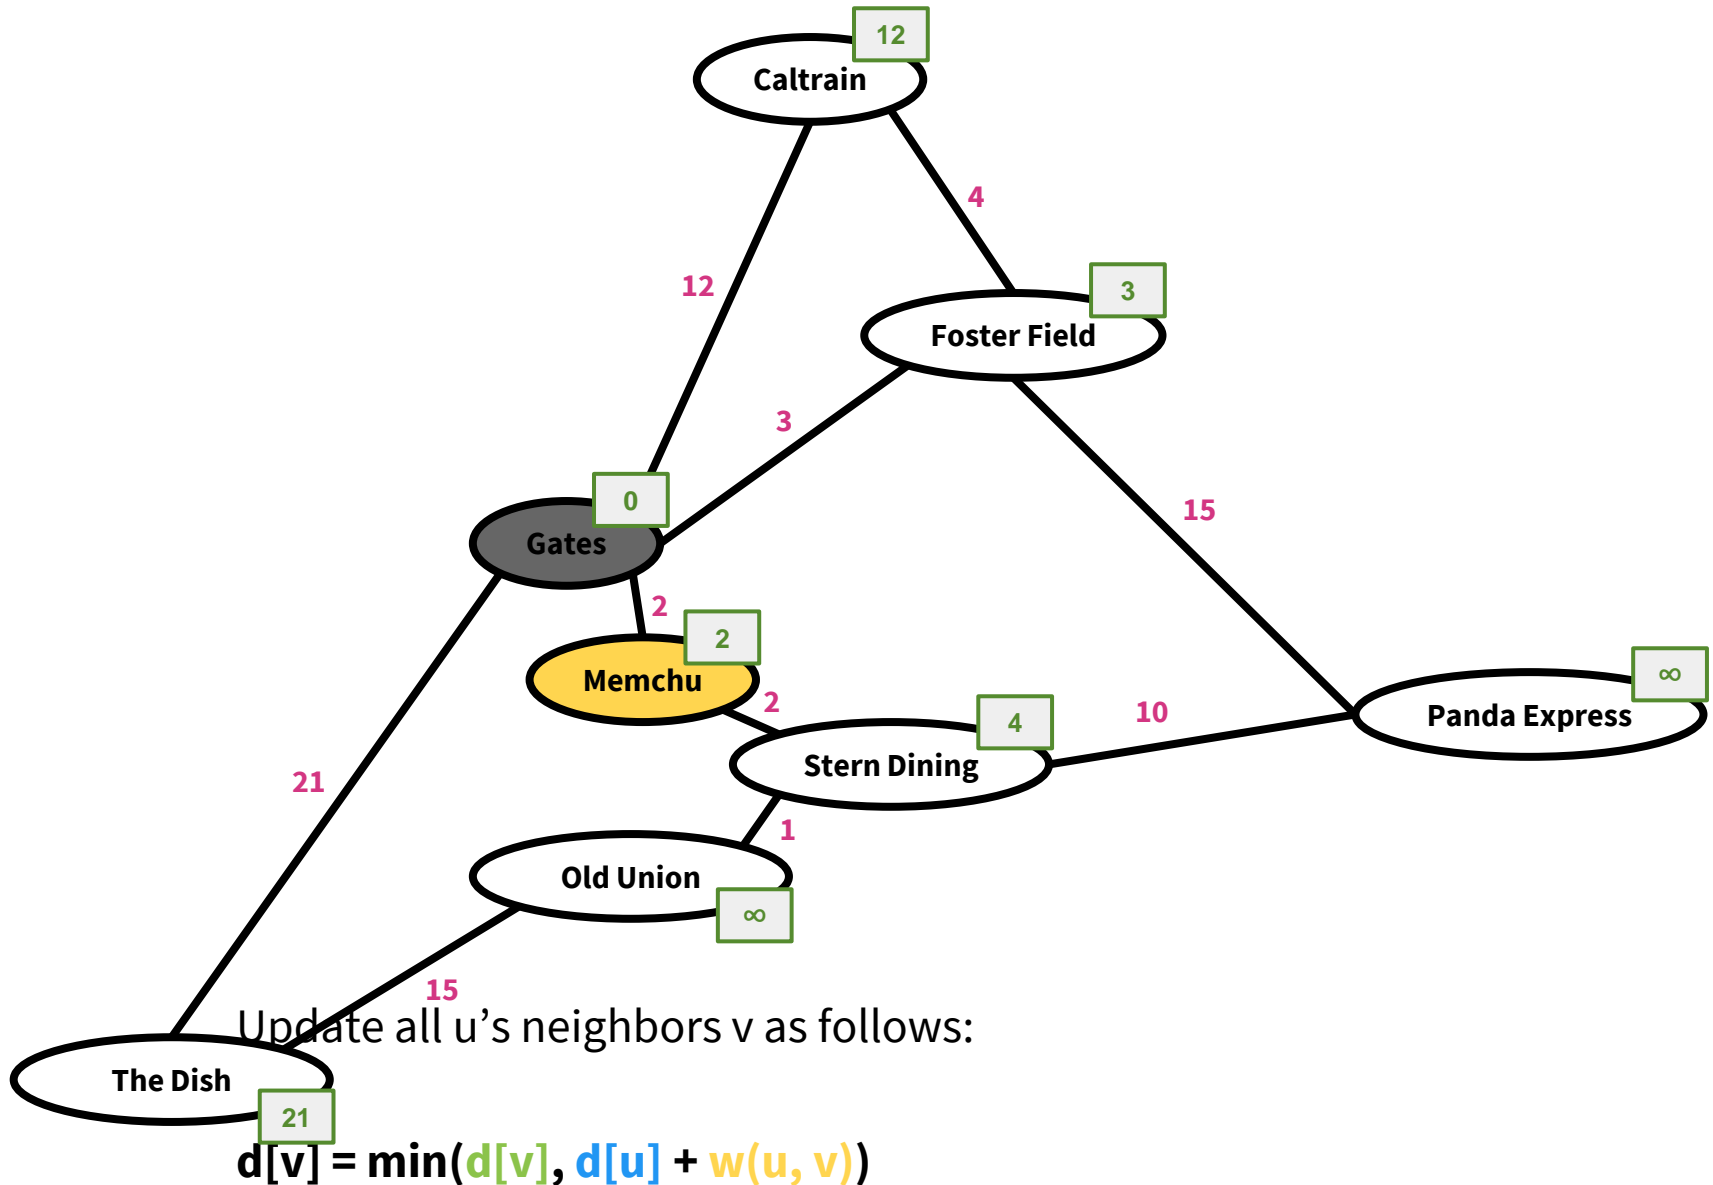 12
Caltrain
4
12
3
Foster Field
3
0
15
Gates
2
2
∞
Memchu
2
4
10
Panda Express
Stern Dining
21
1
Old Union
∞
15
Update all u’s neighbors v as follows:
The Dish
21
d[v] = min(d[v], d[u] + w(u, v))